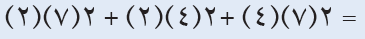 (٢)(٧)٢ + (٢)(٤)٢ + (٤)(٧)٢ =